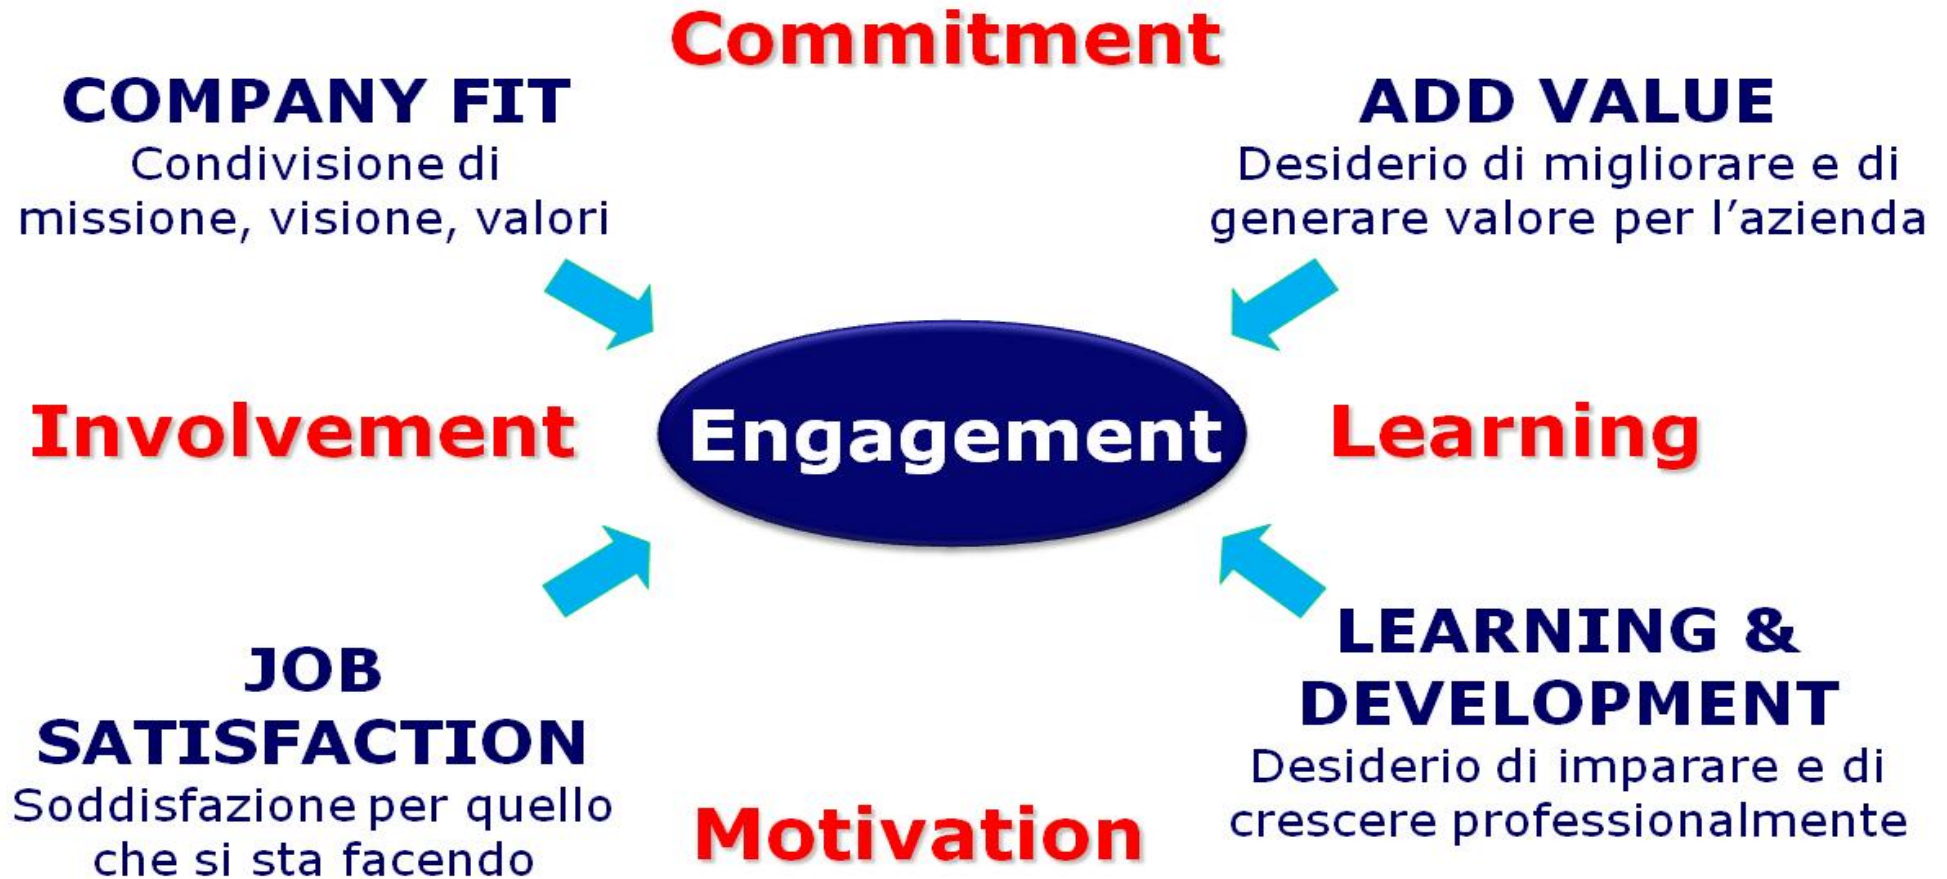 Commitment
COMPANY FIT
Condivisione di
missione, visione, valori
ADD VALUE
Desiderio di migliorare e di
generare valore per l’azienda
Involvement
Engagement
Learning
JOB
SATISFACTION
Soddisfazione per quello
che si sta facendo
Motivation
LEARNING &
DEVELOPMENT
Desiderio di imparare e di
crescere professionalmente